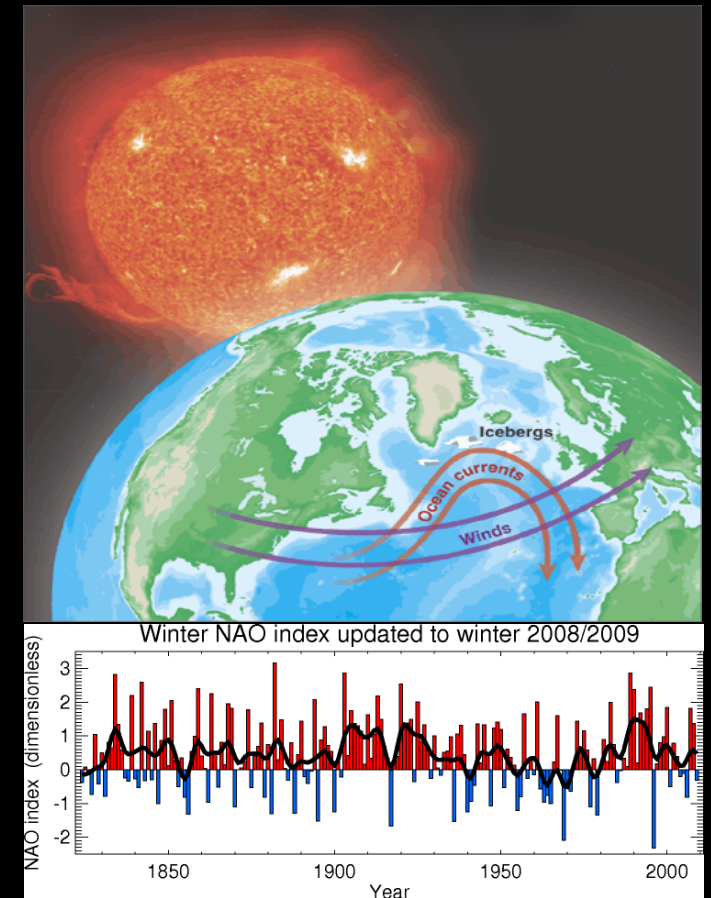 Icebergs
Ocean currents
Winds
Winter NAO index updated to winter 2008/2009
NAO index (dimensionless)
3
2
1
0
-1
-2
1850 1900 1950 2000
Year